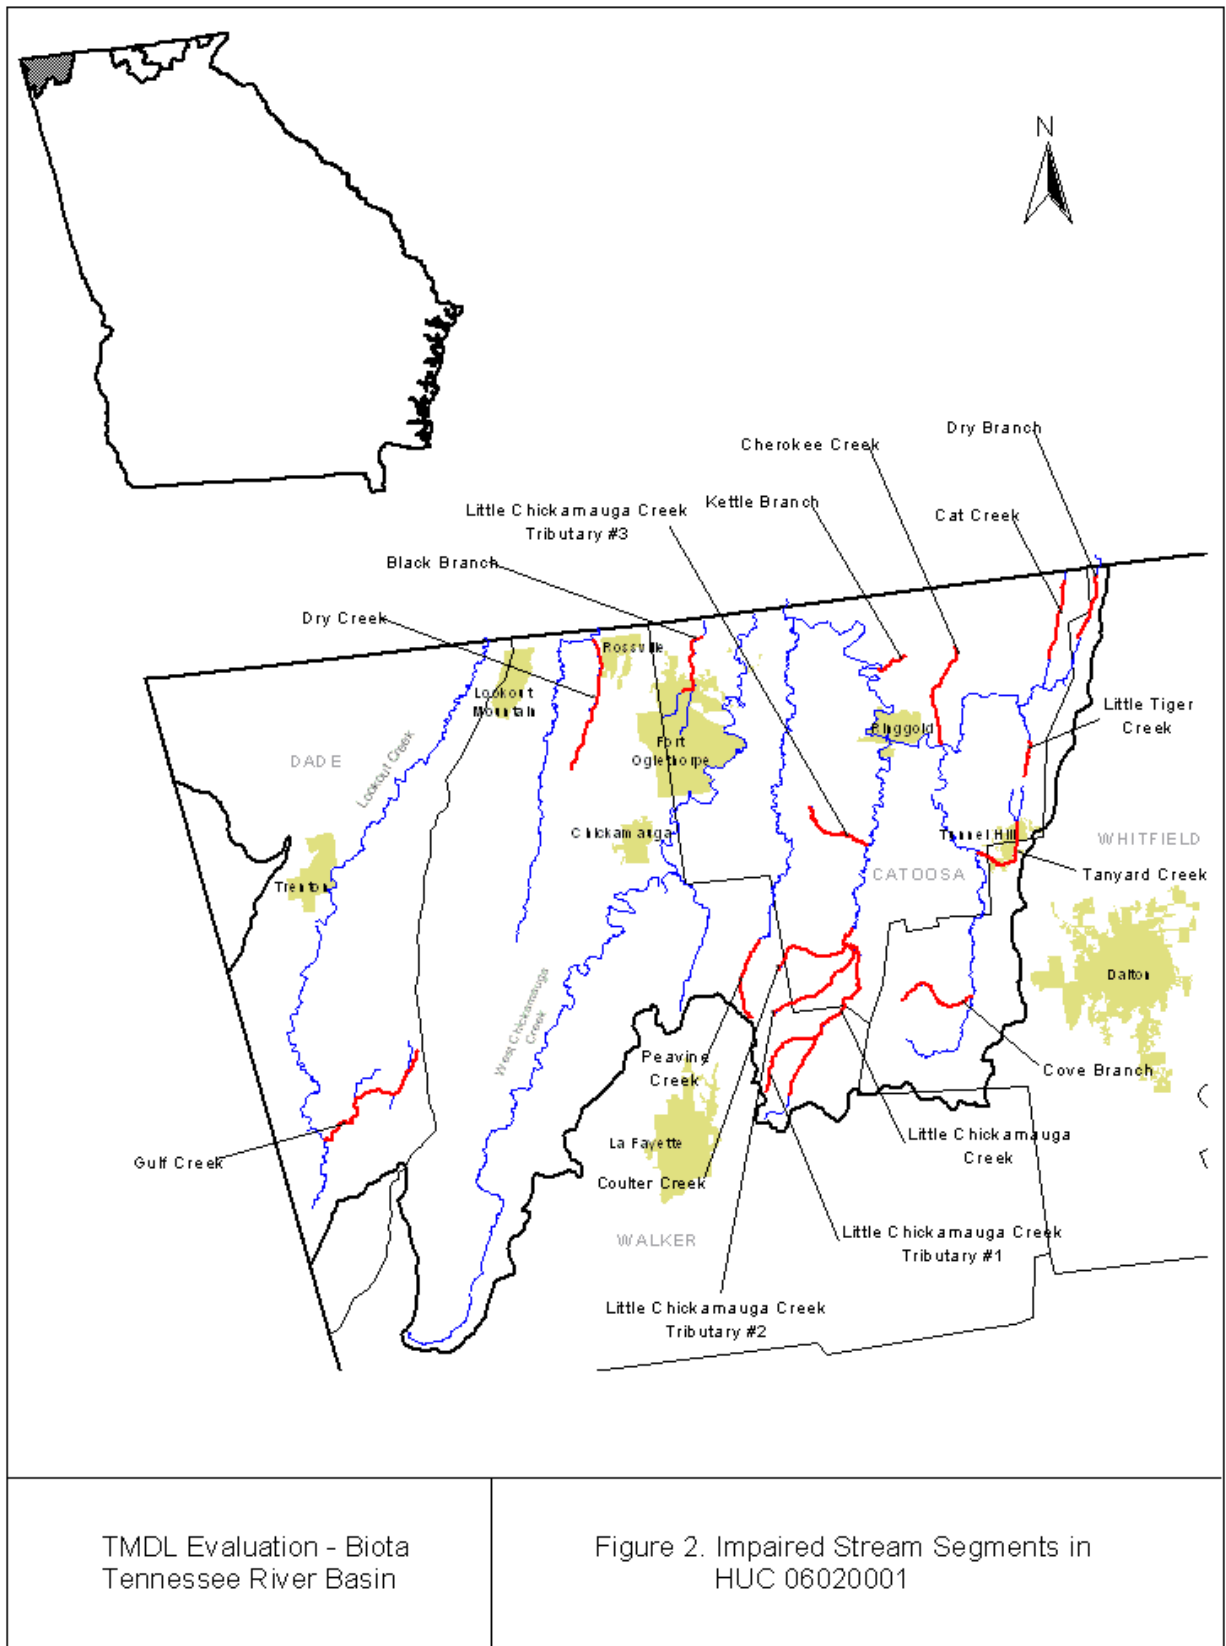 N
Dry Branch
Cherokee Creek
Kettle Branch
Cat Creek
Little Chickamauga Creek
Tributary #3
Black Branch
Dry Creek
Rossville
Lookout
Mountain
Little Tiger
Creek
Ringgold
Fort
Oglethorpe
DADE
Lookout Creek
Chickamauga
Tunnel Hill
WHITFIELD
CATOOSA
Tanyard Creek
Trenton
Dalton
West Chickamauga
Creek
Peavine
Creek
Cove Branch
La Fayette
Little Chickamauga
Creek
Gulf Creek
Coulter Creek
WALKER
Little Chickamauga Creek
Tributary #1
Little Chickamauga Creek
Tributary #2
TMDL Evaluation - Biota
Tennessee River Basin
Figure 2. Impaired Stream Segments in
HUC 06020001